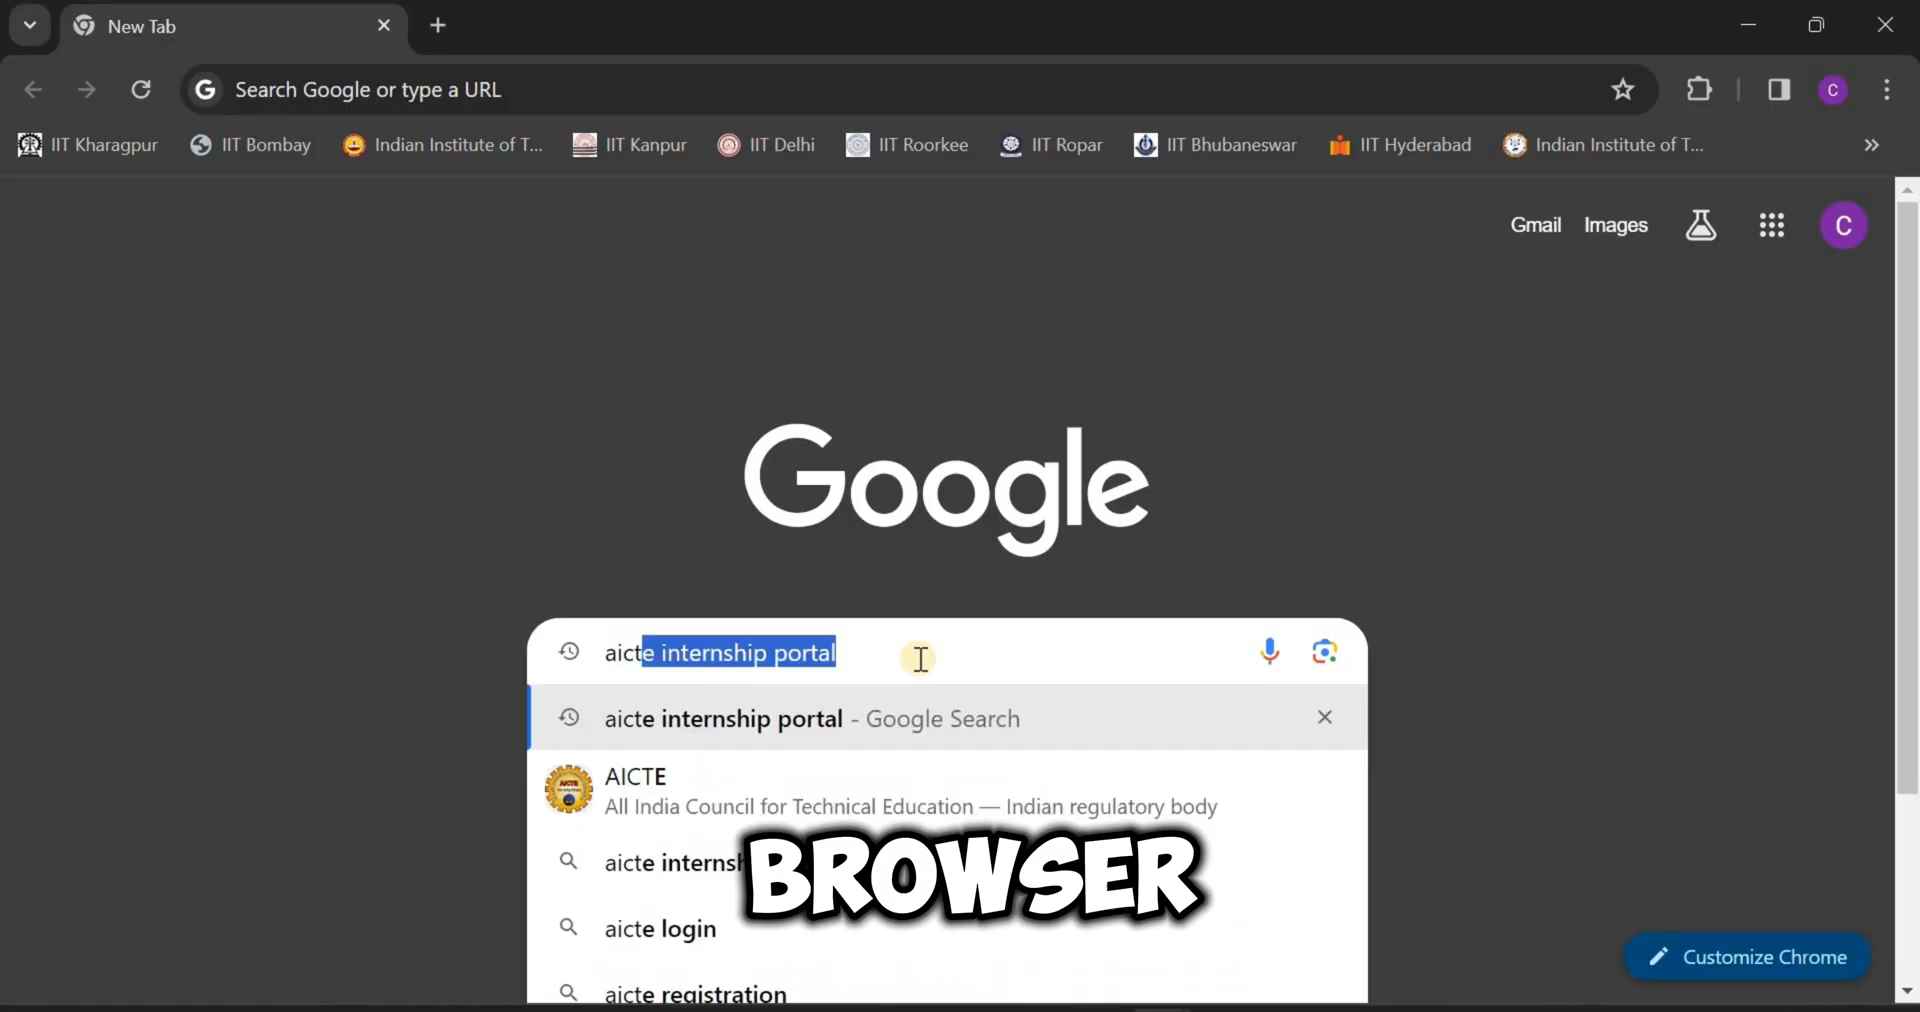 New Tab
Search Google or type a URL
IIT Kharagpur
IIT Bombay
Indian Institute of T...
IIT Kanpur
IIT Delhi
IIT Roorkee
IIT Ropar
IIT Bhubaneswar
IIT Hyderabad
Indian Institute of T...
Gmail
Images
C
C
Google
aicte internship portal
aicte internship portal - Google Search
AICTE
All India Council for Technical Education — Indian regulatory body
aicte
BROWSER
aicte login
aicte registration
Customize Chrome